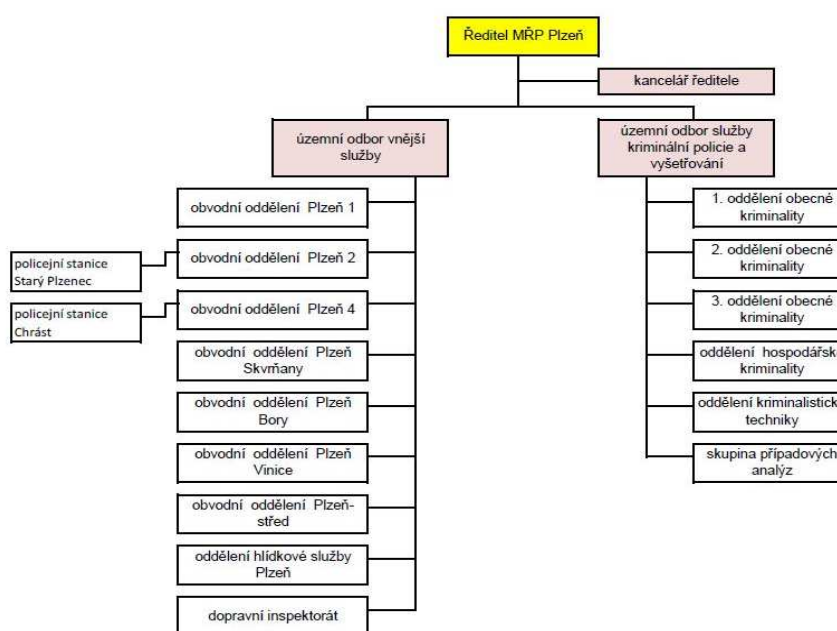 Ředitel MŘP Plzeň
kancelář ředitele
územní odbor vnější
služby
územní odbor služby
kriminální policie a
vyšetřování
obvodní oddělení Plzeň 1
obvodní oddělení Plzeň 2
policejní stanice
Starý Plzenec
obvodní oddělení Plzeň 4
policejní stanice
Chrást
obvodní oddělení Plzeň
Skvrňany
obvodní oddělení Plzeň
Bory
obvodní oddělení Plzeň
Vinice
obvodní oddělení Plzeň-
střed
oddělení hlídkové služby
Plzeň
dopravní inspektorát
1. oddělení obecné
kriminality
2. oddělení obecné
kriminality
3. oddělení obecné
kriminality
oddělení
kriminality
oddělení
techniky
skupina případových
analýz